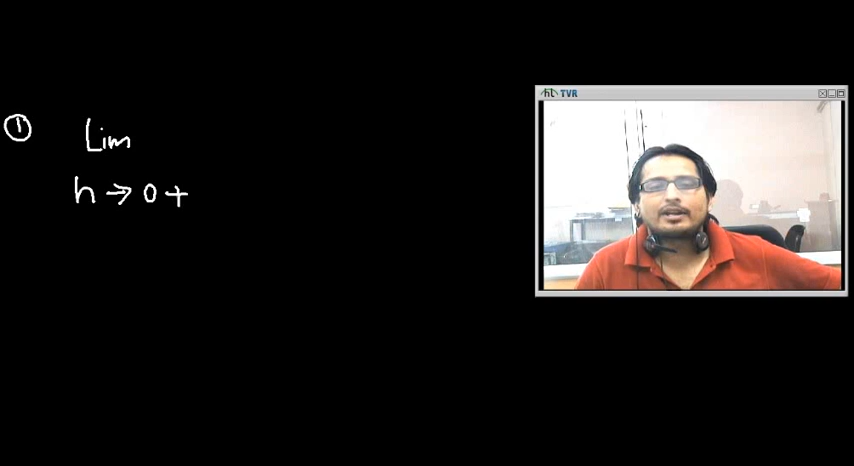 ① Lim
h → 0 +
TVR